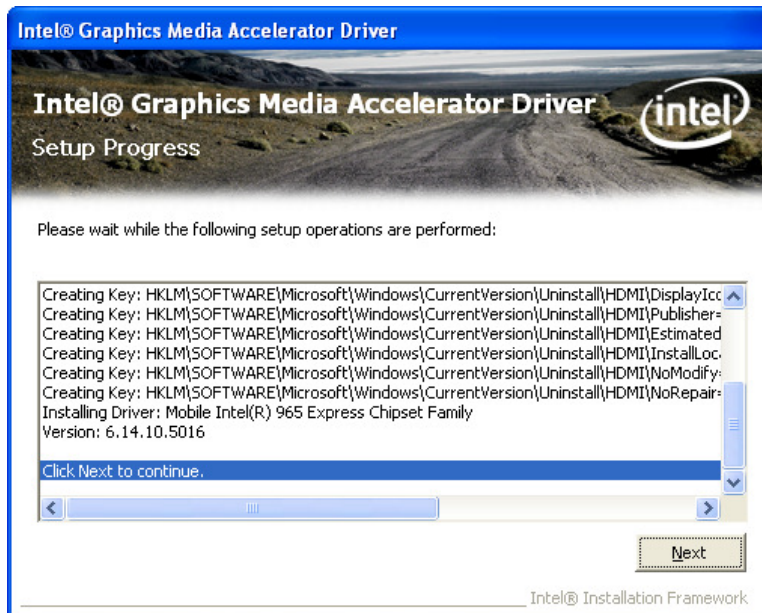 Intel® Graphics Media Accelerator Driver
Intel® Graphics Media Accelerator Driver
intel
Setup Progress
Please wait while the following setup operations are performed:
Creating Key: HKLM\SOFTWARE\Microsoft\Windows\CurrentVersion\Uninstall\HDMI\DisplayIcc
Creating Key: HKLM\SOFTWARE\Microsoft\Windows\CurrentVersion\Uninstall\HDMI\Publisher=
Creating Key: HKLM\SOFTWARE\Microsoft\Windows\CurrentVersion\Uninstall\HDMI\Estimated
Creating Key: HKLM\SOFTWARE\Microsoft\Windows\CurrentVersion\Uninstall\HDMI\InstallLoc
Creating Key: HKLM\SOFTWARE\Microsoft\Windows\CurrentVersion\Uninstall\HDMI\NoModify=
Creating Key: HKLM\SOFTWARE\Microsoft\Windows\CurrentVersion\Uninstall\HDMI\NoRepair=
Installing Driver: Mobile Intel(R) 965 Express Chipset Family
Version: 6.14.10.5016
Click Next to continue.
Next
Intel® Installation Framework